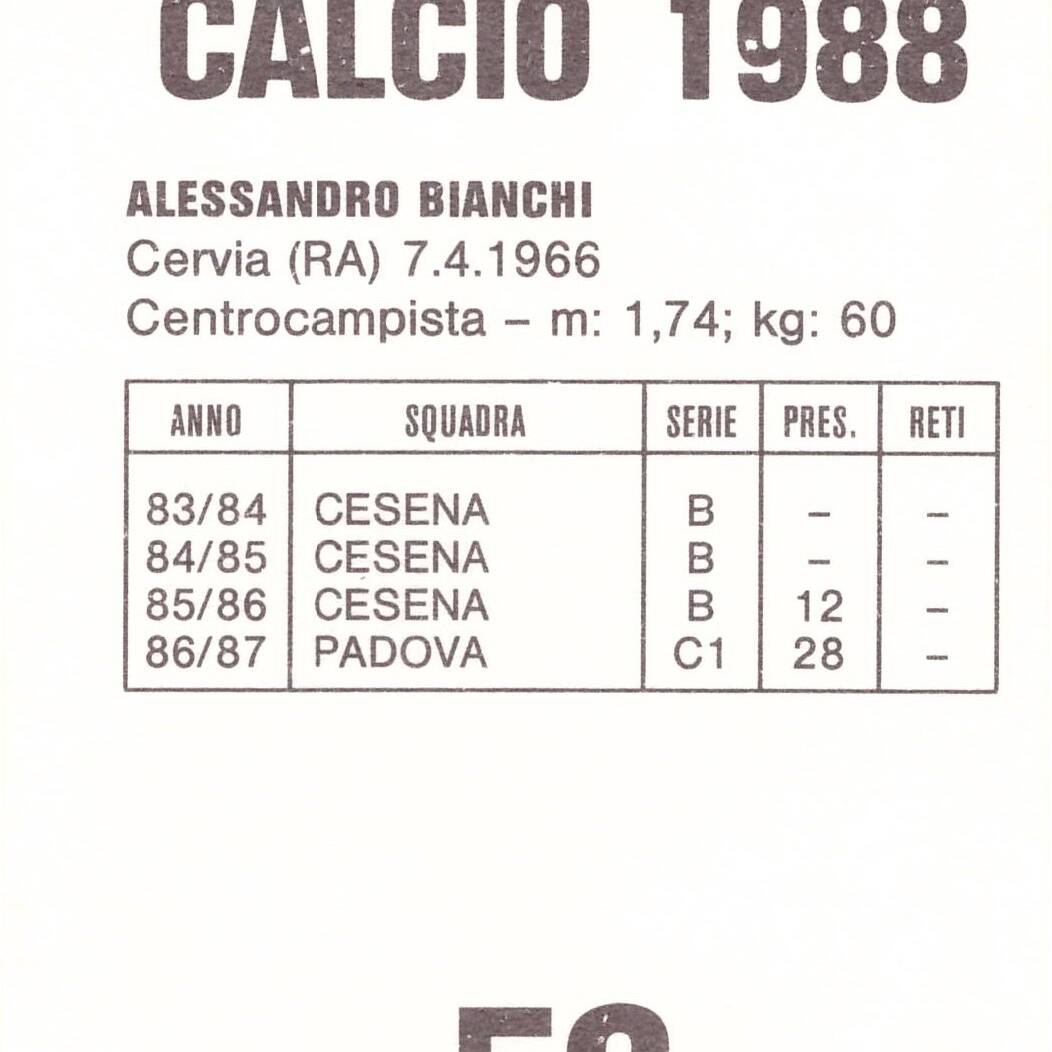 CALCIO 1988
ALESSANDRO BIANCHI
Cervia (RA) 7.4.1966
Centrocampista – m: 1,74; kg: 60
ANNO SQUADRA SERIE PRES. RETI
83/84 CESENA B – –
84/85 CESENA B – –
85/86 CESENA B 12 –
86/87 PADOVA C1 28 –